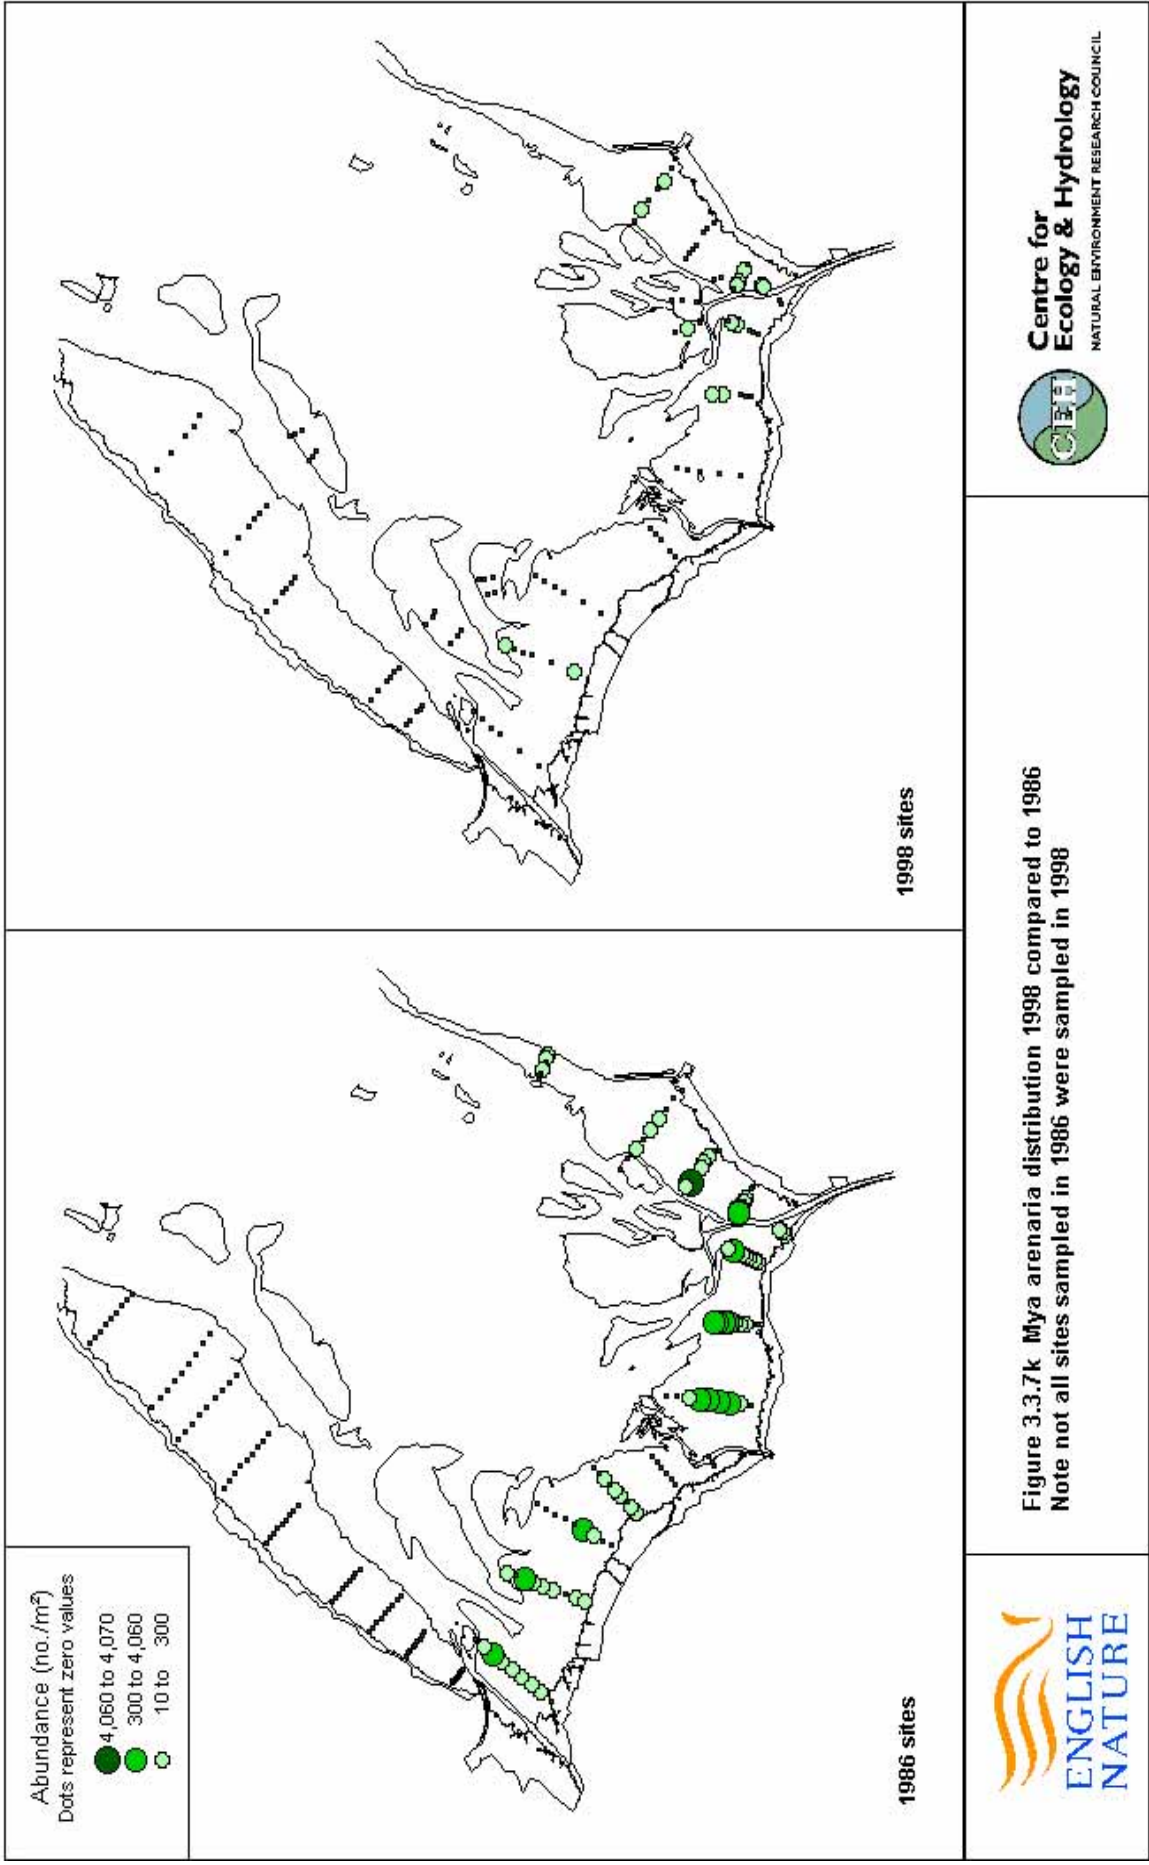 Abundance (no./m²)
Dots represent zero values
4,060 to 4,070
300 to 4,060
10 to 300
1986 sites
1998 sites
ENGLISH
NATURE
Figure 3.3.7k Mya arenaria distribution 1998 compared to 1986
Note not all sites sampled in 1986 were sampled in 1998
CEH
Centre for
Ecology & Hydrology
NATURAL ENVIRONMENT RESEARCH COUNCIL